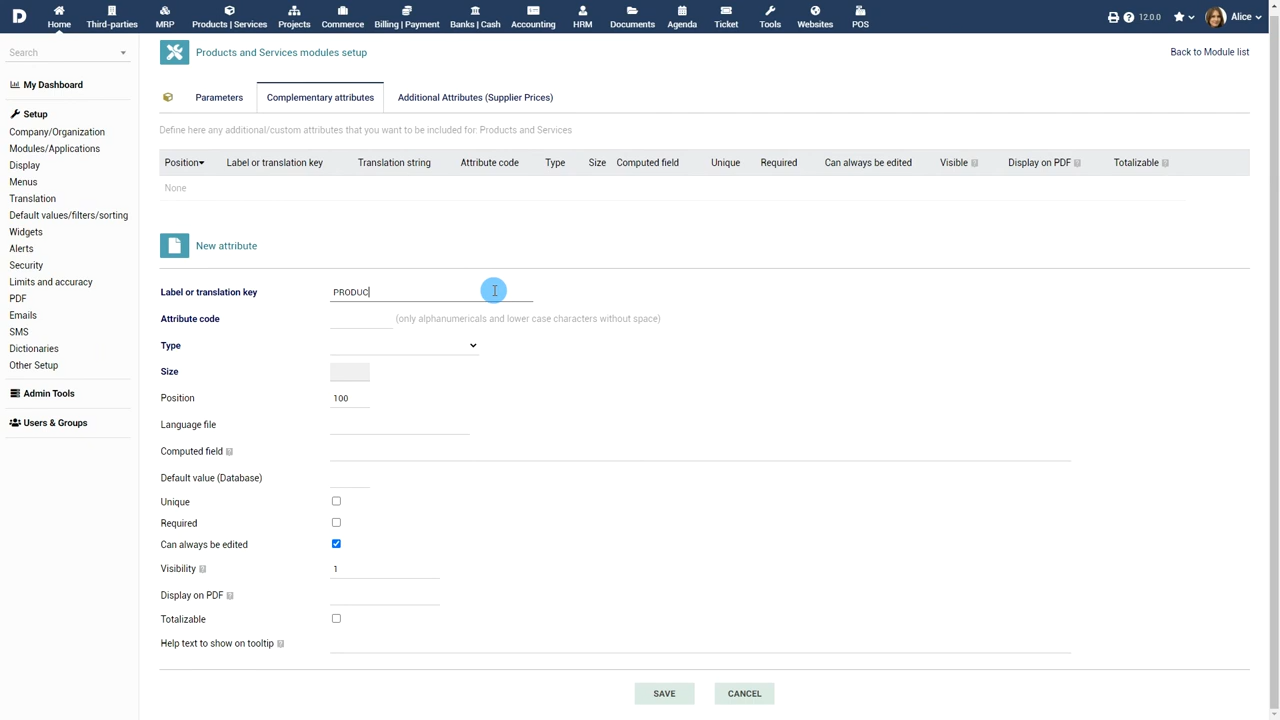 D Home Third-parties MRP Products | Services Projects Commerce Billing | Payment Banks | Cash Accounting HRM Documents Agenda Ticket Tools Websites POS ? 12.0.0 Alice
Search
My Dashboard
Setup
Company/Organization
Modules/Applications
Display
Menus
Translation
Default values/filters/sorting
Widgets
Alerts
Security
Limits and accuracy
PDF
Emails
SMS
Dictionaries
Other Setup
Admin Tools
Users & Groups
Products and Services modules setup
Back to Module list
Parameters Complementary attributes Additional Attributes (Supplier Prices)
Define here any additional/custom attributes that you want to be included for: Products and Services
Position Label or translation key Translation string Attribute code Type Size Computed field Unique Required Can always be edited Visible ? Display on PDF ? Totalizable ?
None
New attribute
Label or translation key PRODUC
Attribute code (only alphanumericals and lower case characters without space)
Type
Size
Position 100
Language file
Computed field ?
Default value (Database)
Unique
Required
Can always be edited
Visibility ? 1
Display on PDF ?
Totalizable
Help text to show on tooltip ?
SAVE CANCEL